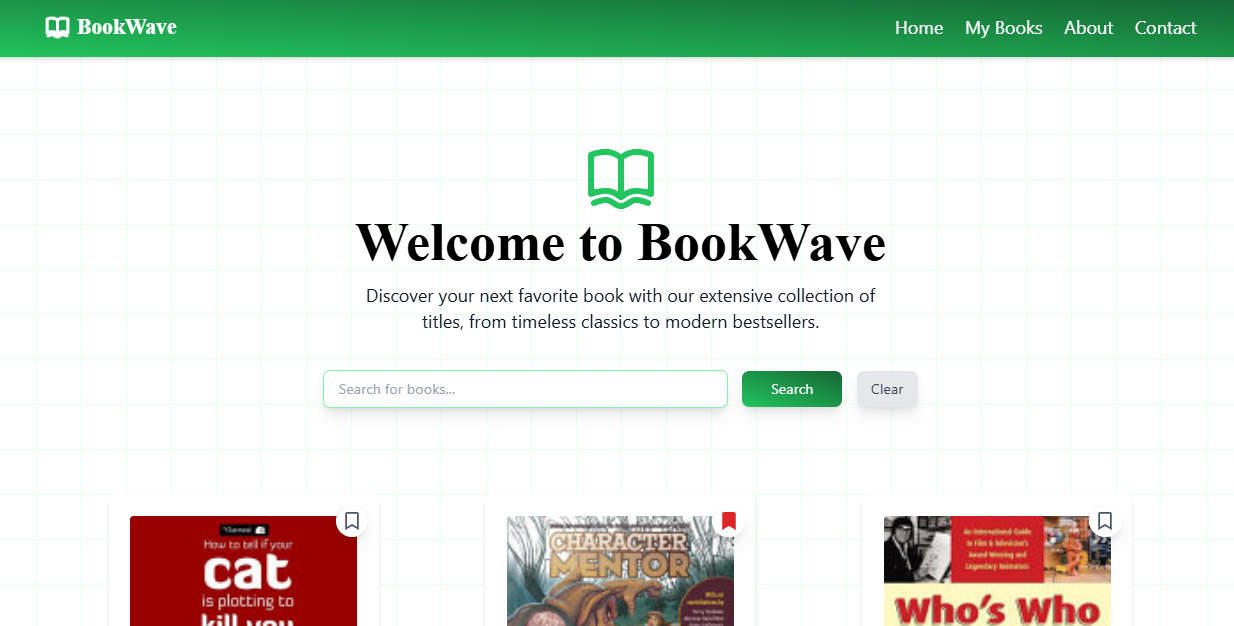 BookWave
Home My Books About Contact
Welcome to BookWave
Discover your next favorite book with our extensive collection of
titles, from timeless classics to modern bestsellers.
Search for books...
Search
Clear
How to tell if your
cat
is plotting to
kill you
CHARACTER
MENTOR
An International Guide
to Film & Television's
Award-Winning and
Legendary Animators
Who's Who